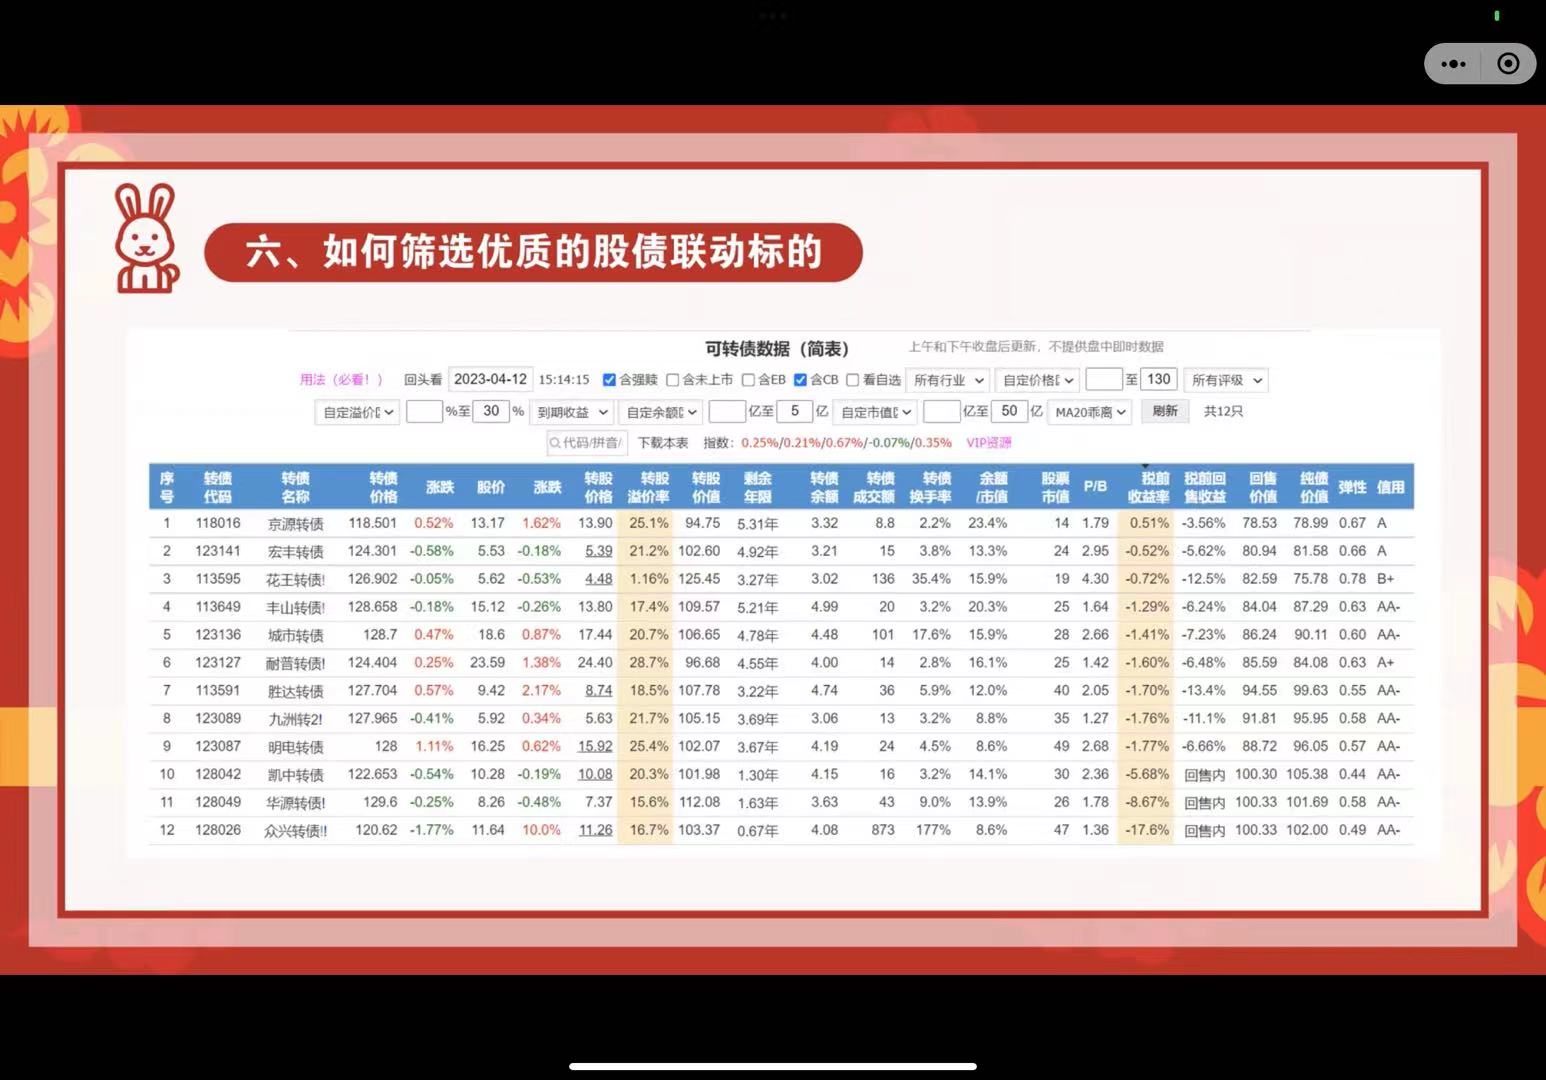 六、如何筛选优质的股债联动标的
可转债数据（简表） 上午和下午收盘后更新，不提供盘中即时数据
用法（必看！） 回头看 2023-04-12 15:14:15 含强赎 含未上市 含EB 含CB 看自选 所有行业 自定价格区 至 130 所有评级
自定溢价区 %至 30 % 到期收益 自定余额区 亿至 5 亿 自定市值区 亿至 50 亿 MA20乖离 刷新 共12只
代码/拼音/ 下载本表 指数：0.25%/0.21%/0.67%/-0.07%/0.35% VIP资源
序号 转债代码 转债名称 转债价格 涨跌 股价 涨跌 转股价格 转股溢价率 转股价值 剩余年限 转债余额 转债成交额 转债换手率 余额/市值 股票市值 P/B 税前收益率 税前回售收益 回售价值 纯债价值 弹性 信用
1 118016 京源转债 118.501 0.52% 13.17 1.62% 13.90 25.1% 94.75 5.31年 3.32 8.8 2.2% 23.4% 14 1.79 0.51% -3.56% 78.53 78.99 0.67 A
2 123141 宏丰转债 124.301 -0.58% 5.53 -0.18% 5.39 21.2% 102.60 4.92年 3.21 15 3.8% 13.3% 24 2.95 -0.52% -5.62% 80.94 81.58 0.66 A
3 113595 花王转债! 126.902 -0.05% 5.62 -0.53% 4.48 1.16% 125.45 3.27年 3.02 136 35.4% 15.9% 19 4.30 -0.72% -12.5% 82.59 75.78 0.78 B+
4 113649 丰山转债! 128.658 -0.18% 15.12 -0.26% 13.80 17.4% 109.57 5.21年 4.99 20 3.2% 20.3% 25 1.64 -1.29% -6.24% 84.04 87.29 0.63 AA-
5 123136 城市转债 128.7 0.47% 18.6 0.87% 17.44 20.7% 106.65 4.78年 4.48 101 17.6% 15.9% 28 2.66 -1.41% -7.23% 86.24 90.11 0.60 AA-
6 123127 耐普转债! 124.404 0.25% 23.59 1.38% 24.40 28.7% 96.68 4.55年 4.00 14 2.8% 16.1% 25 1.42 -1.60% -6.48% 85.59 84.08 0.63 A+
7 113591 胜达转债 127.704 0.57% 9.42 2.17% 8.74 18.5% 107.78 3.22年 4.74 36 5.9% 12.0% 40 2.05 -1.70% -13.4% 94.55 99.63 0.55 AA-
8 123089 九洲转2! 127.965 -0.41% 5.92 0.34% 5.63 21.7% 105.15 3.69年 3.06 13 3.2% 8.8% 35 1.27 -1.76% -11.1% 91.81 95.95 0.58 AA-
9 123087 明电转债 128 1.11% 16.25 0.62% 15.92 25.4% 102.07 3.67年 4.19 24 4.5% 8.6% 49 2.68 -1.77% -6.66% 88.72 96.05 0.57 AA-
10 128042 凯中转债 122.653 -0.54% 10.28 -0.19% 10.08 20.3% 101.98 1.30年 4.15 16 3.2% 14.1% 30 2.36 -5.68% 回售内 100.30 105.38 0.44 AA-
11 128049 华源转债! 129.6 -0.25% 8.26 -0.48% 7.37 15.6% 112.08 1.63年 3.63 43 9.0% 13.9% 26 1.78 -8.67% 回售内 100.33 101.69 0.58 AA-
12 128026 众兴转债!! 120.62 -1.77% 11.64 10.0% 11.26 16.7% 103.37 0.67年 4.08 873 177% 8.6% 47 1.36 -17.6% 回售内 100.33 102.00 0.49 AA-